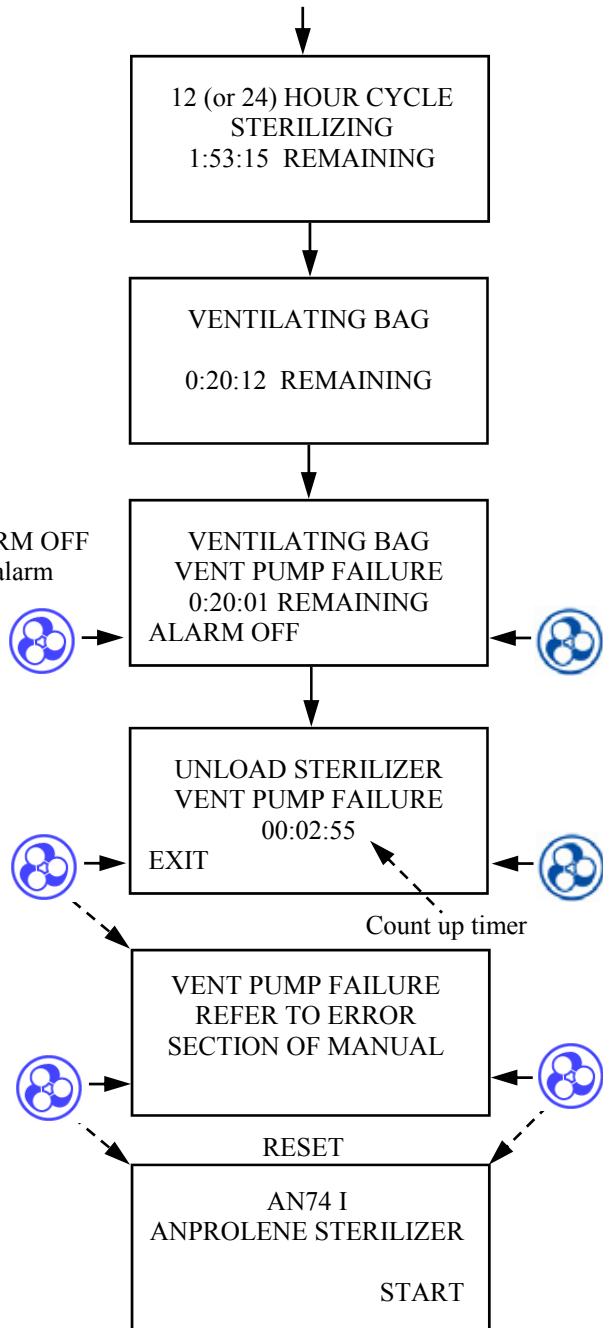 12 (or 24) HOUR CYCLE
STERILIZING
1:53:15 REMAINING
VENTILATING BAG
0:20:12 REMAINING
OFF
alarm
VENTILATING BAG
VENT PUMP FAILURE
0:20:01 REMAINING
ALARM OFF
UNLOAD STERILIZER
VENT PUMP FAILURE
00:02:55
EXIT
Count up timer
VENT PUMP FAILURE
REFER TO ERROR
SECTION OF MANUAL
RESET
AN74 I
ANPROLENE STERILIZER
START